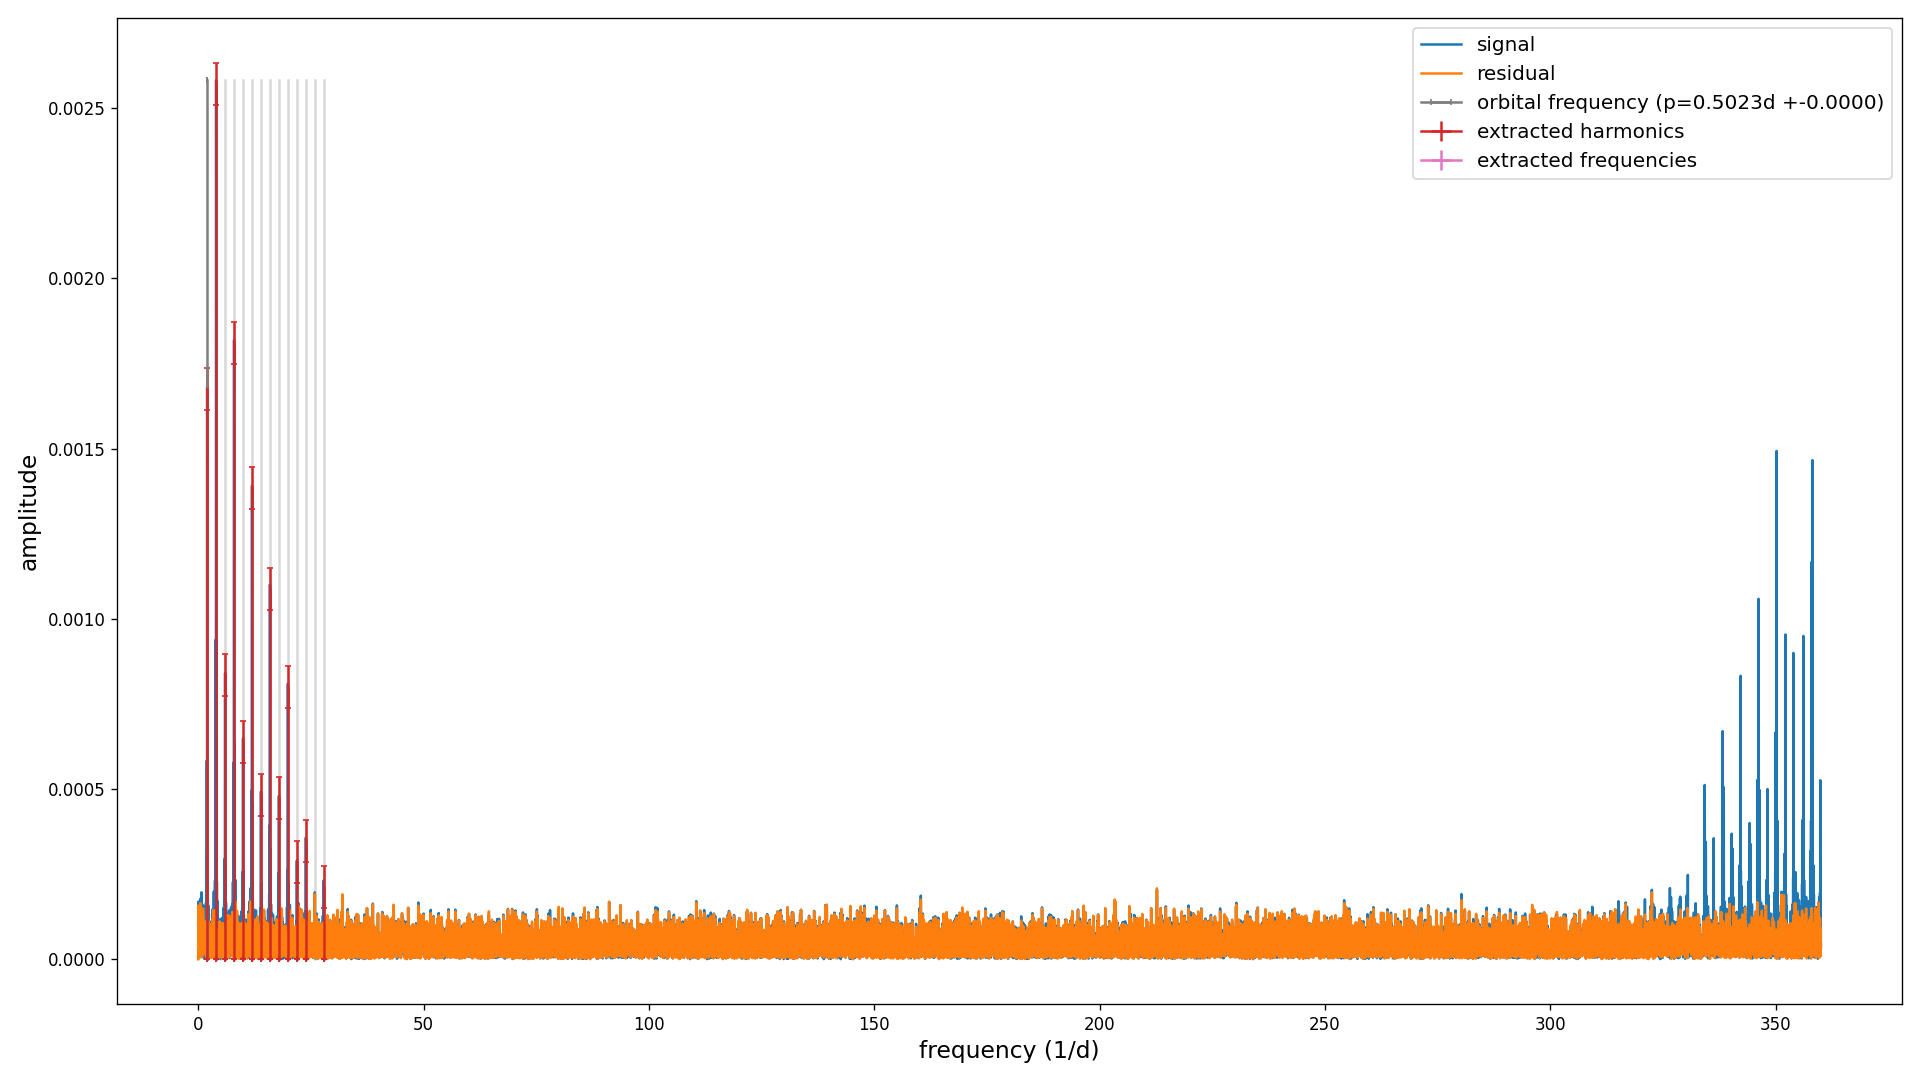 signal
residual
orbital frequency (p=0.5023d +-0.0000)
extracted harmonics
extracted frequencies
amplitude
0.0025
0.0020
0.0015
0.0010
0.0005
0.0000
0 50 100 150 200 250 300 350
frequency (1/d)